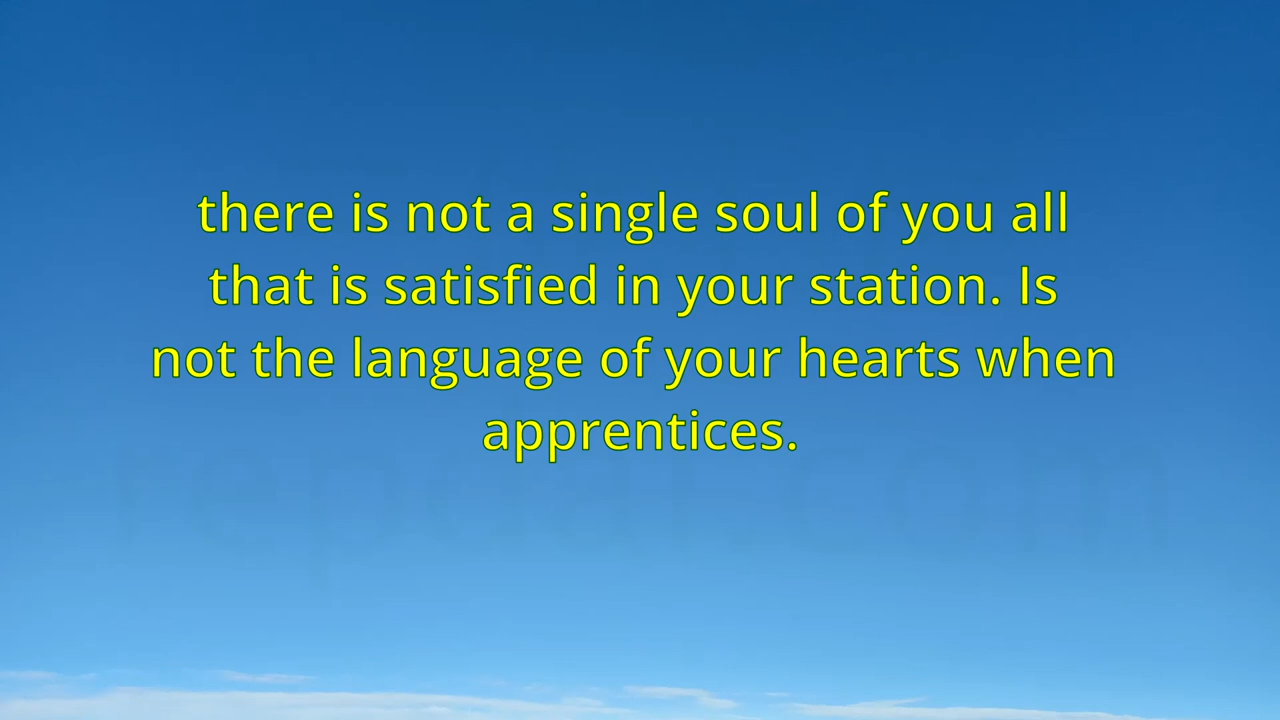 there is not a single soul of you all
that is satisfied in your station. Is
not the language of your hearts when
apprentices.